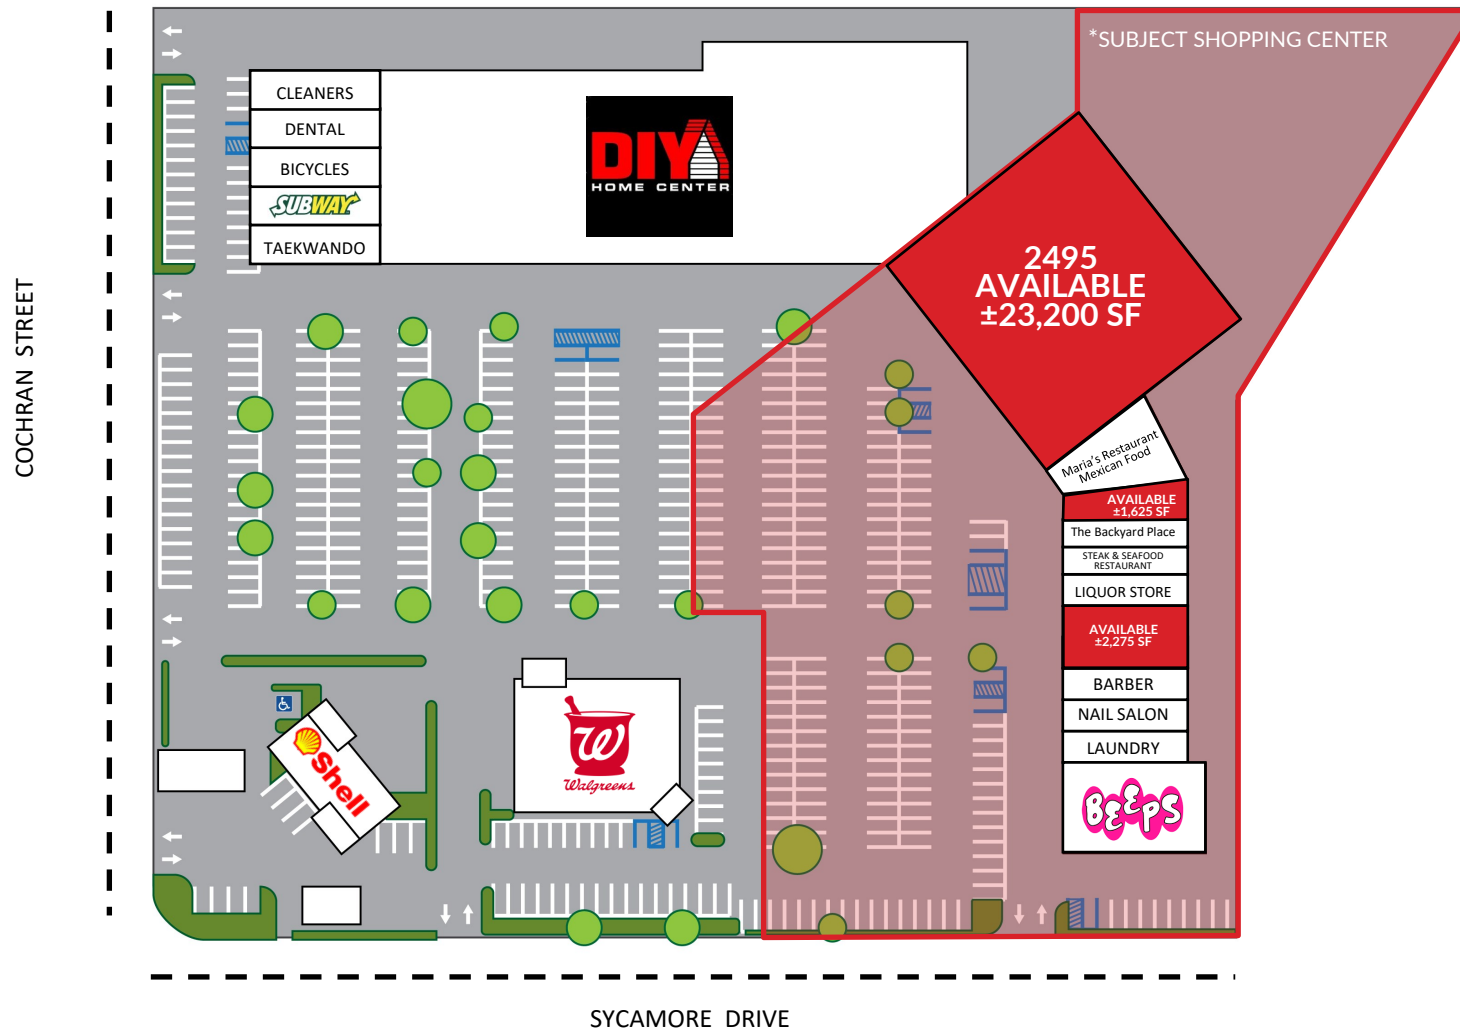 *SUBJECT SHOPPING CENTER
CLEANERS
DENTAL
BICYCLES
SUBWAY
TAEKWANDO
DIY
HOME CENTER
2495
AVAILABLE
±23,200 SF
COCHRAN STREET
Maria's Restaurant
Mexican Food
AVAILABLE
±1,625 SF
The Backyard Place
STEAK & SEAFOOD
RESTAURANT
LIQUOR STORE
AVAILABLE
±2,275 SF
BARBER
NAIL SALON
LAUNDRY
BEEPS
Shell
W
Walgreens
SYCAMORE DRIVE